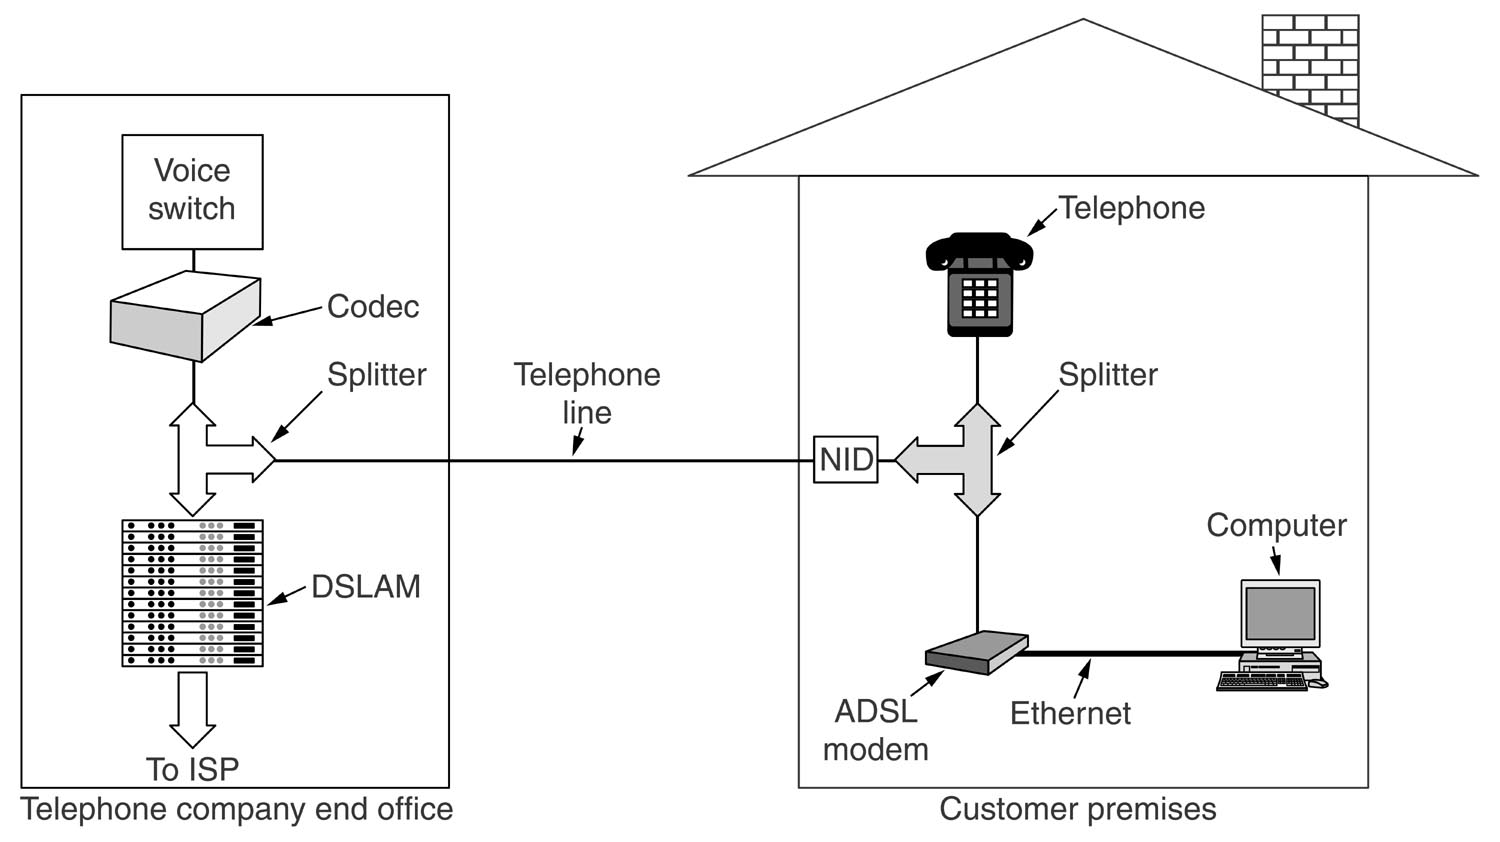 Voice
switch
Codec
Splitter
DSLAM
To ISP
Telephone company end office
Telephone
line
Telephone
Splitter
NID
Computer
ADSL
modem
Ethernet
Customer premises